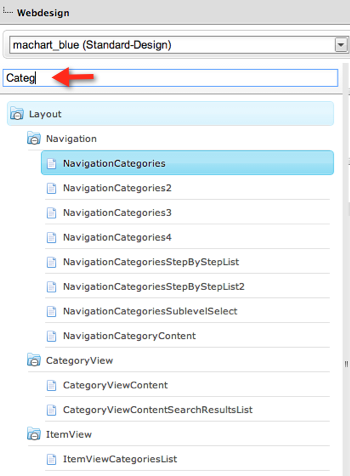 Webdesign
machart_blue (Standard-Design)
Categ
Layout
Navigation
NavigationCategories
NavigationCategories2
NavigationCategories3
NavigationCategories4
NavigationCategoriesStepByStepList
NavigationCategoriesStepByStepList2
NavigationCategoriesSublevelSelect
NavigationCategoryContent
CategoryView
CategoryViewContent
CategoryViewContentSearchResultsList
ItemView
ItemViewCategoriesList